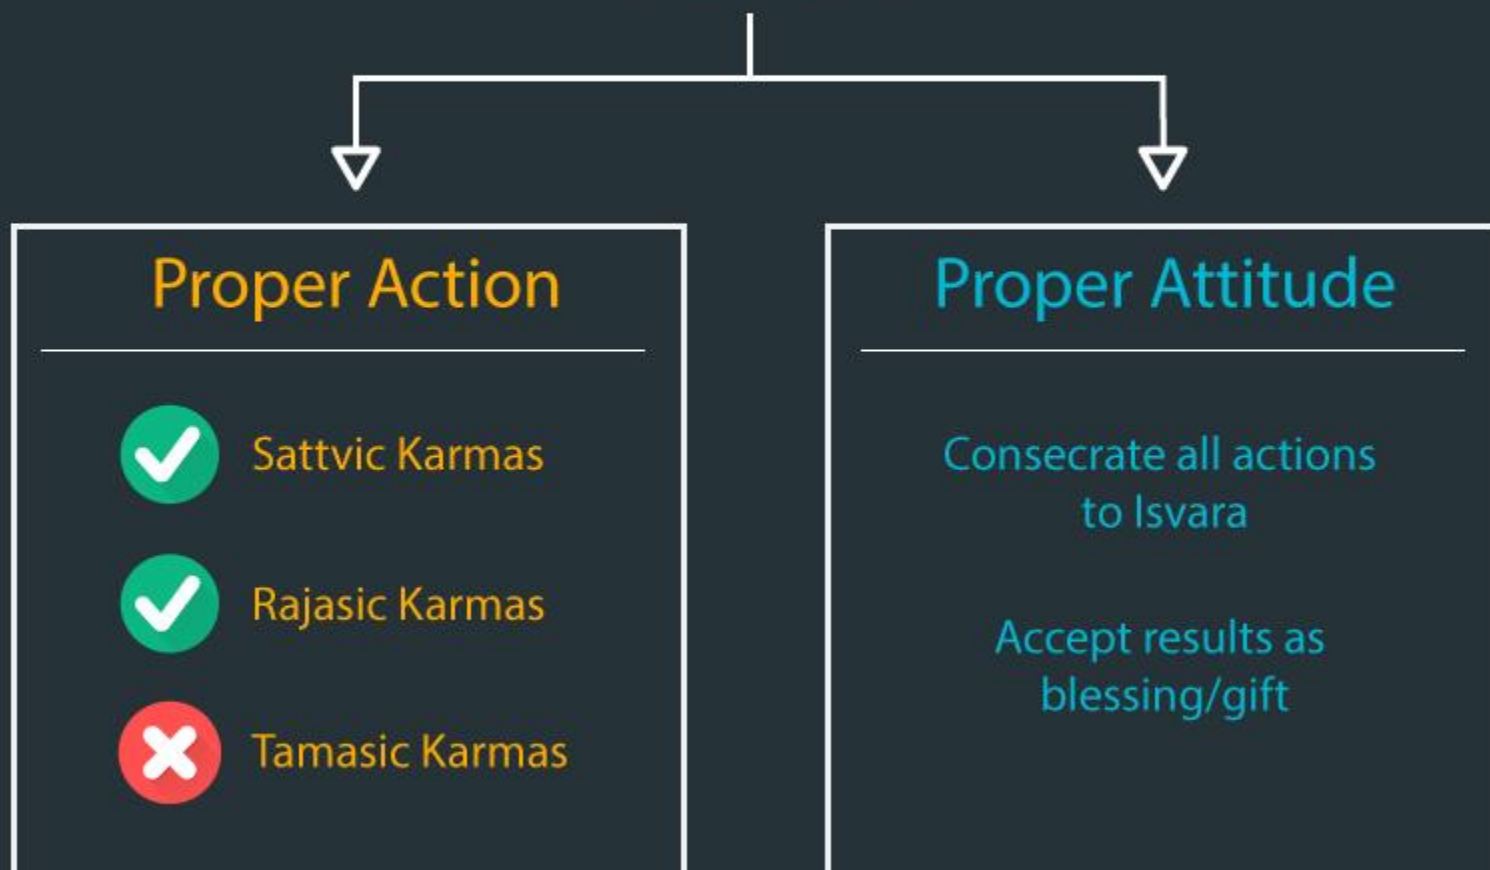 Proper Action
Sattvic Karmas
Rajasic Karmas
Tamasic Karmas
Proper Attitude
Consecrate all actions
to Isvara
Accept results as
blessing/gift